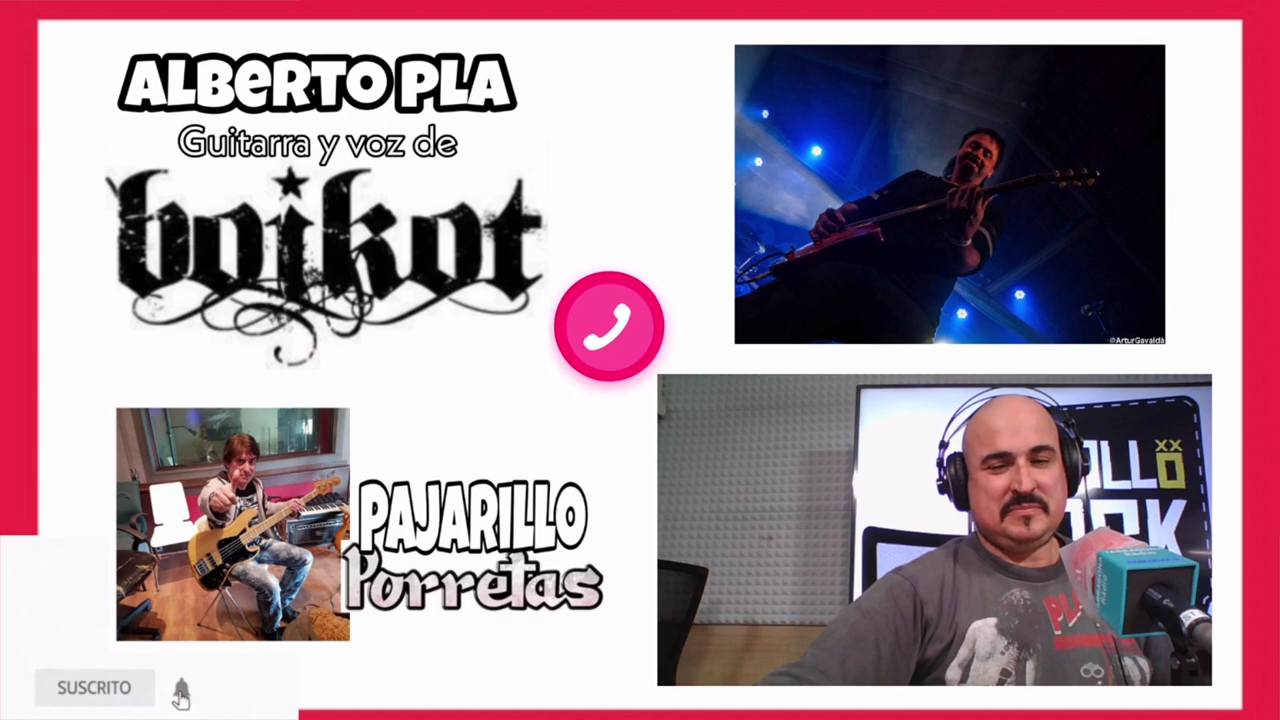 ALBERTO PLA
Guitarra y voz de
boikot
@ArturGavaldà
PAJARILLO
Porretas
SUSCRITO